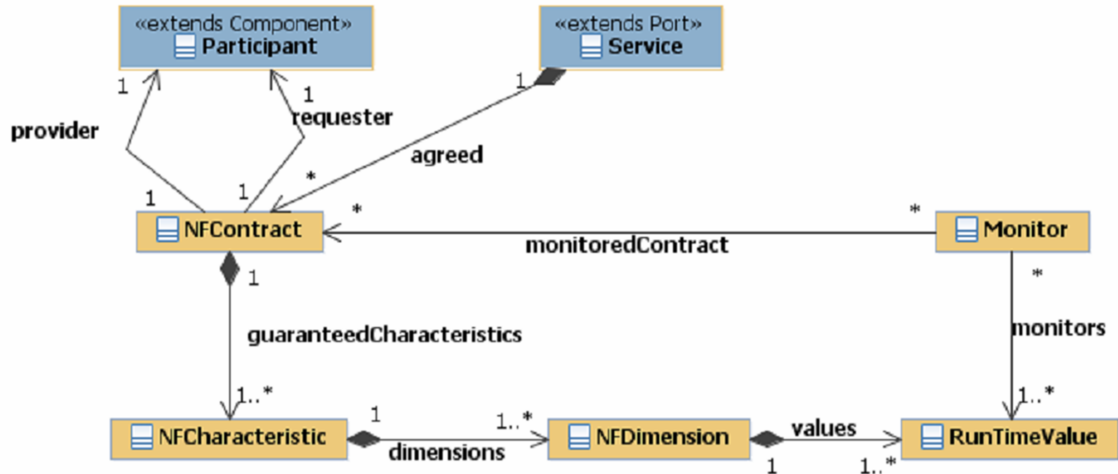 «extends Component»
Participant
«extends Port»
Service
1
1
1
provider
requester
agreed
1
1
*
NFContract
*
*
monitoredContract
Monitor
1
*
guaranteedCharacteristics
monitors
1..*
1..*
NFCharacteristic
1
1..*
dimensions
NFDimension
values
1
1..*
RunTimeValue